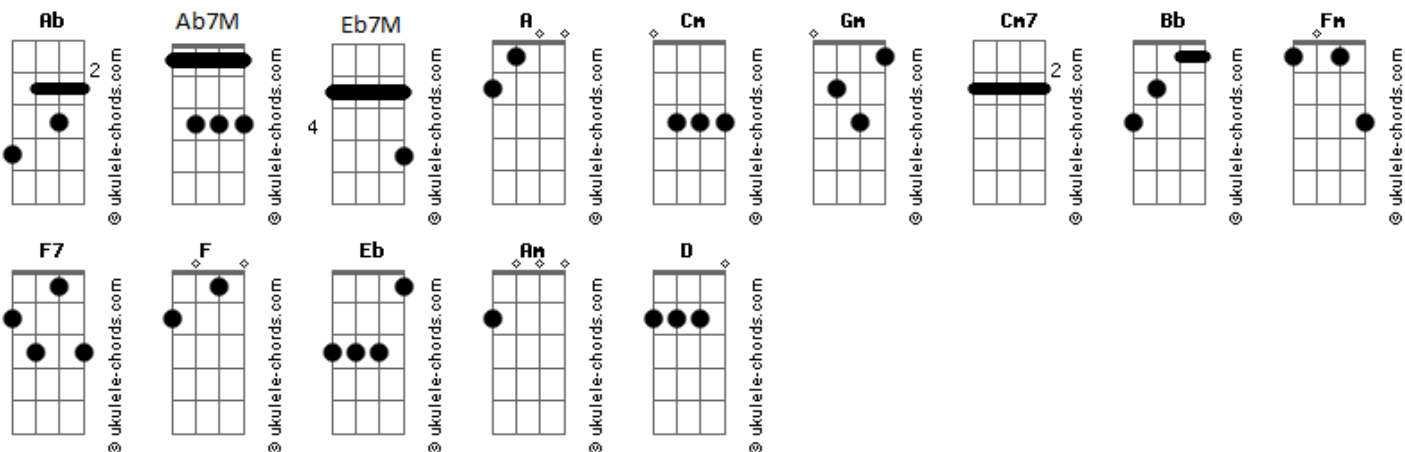 Ab Ab7M Eb7M A Cm Gm Cm7 Bb Fm
2 4 2
© ukulele-chords.com © ukulele-chords.com © ukulele-chords.com © ukulele-chords.com © ukulele-chords.com © ukulele-chords.com © ukulele-chords.com © ukulele-chords.com © ukulele-chords.com
F7 F Eb Am D
© ukulele-chords.com © ukulele-chords.com © ukulele-chords.com © ukulele-chords.com © ukulele-chords.com